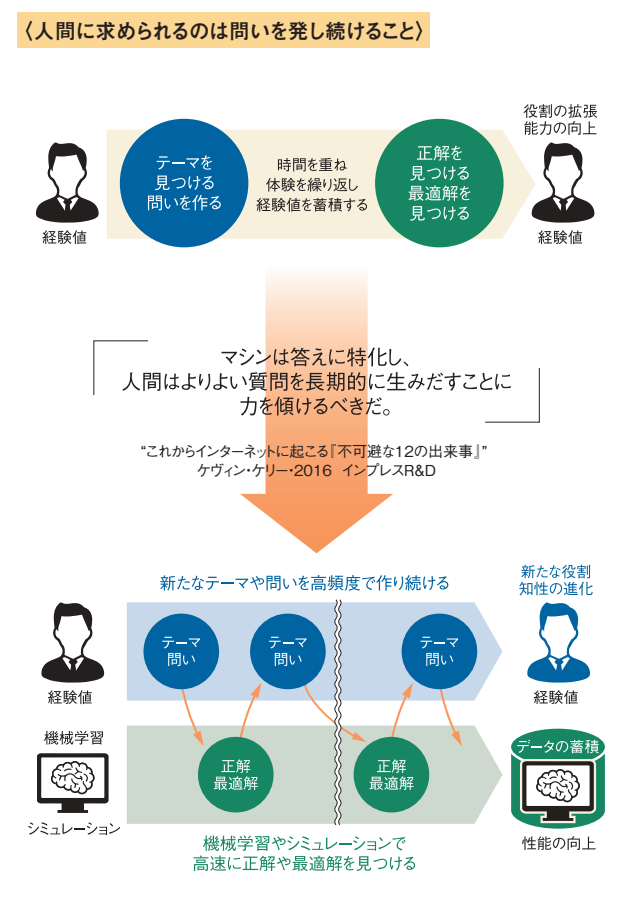 〈人間に求められるのは問いを発し続けること〉
役割の拡張
能力の向上
テーマを
見つける
問いを作る
時間を重ね
体験を繰り返し
経験値を蓄積する
正解を
見つける
最適解を
見つける
経験値
経験値
マシンは答えに特化し、
人間はよりよい質問を長期的に生みだすことに
力を傾けるべきだ。
“これからインターネットに起こる『不可避な12の出来事』”
ケヴィン・ケリー・2016 インプレスR&D
新たなテーマや問いを高頻度で作り続ける
新たな役割
知性の進化
テーマ
問い
テーマ
問い
テーマ
問い
経験値
経験値
機械学習
シミュレーション
正解
最適解
正解
最適解
データの蓄積
性能の向上
機械学習やシミュレーションで
高速に正解や最適解を見つける